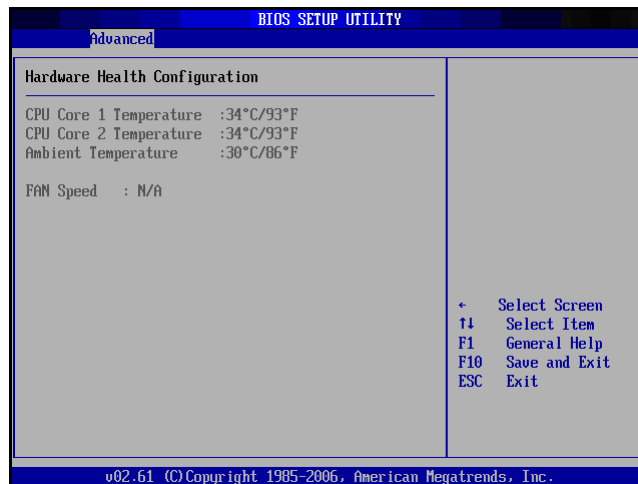 BIOS SETUP UTILITY
Advanced
Hardware Health Configuration
CPU Core 1 Temperature :34°C/93°F
CPU Core 2 Temperature :34°C/93°F
Ambient Temperature :30°C/86°F
FAN Speed : N/A
← Select Screen
↑↓ Select Item
F1 General Help
F10 Save and Exit
ESC Exit
v02.61 (C)Copyright 1985-2006, American Megatrends, Inc.